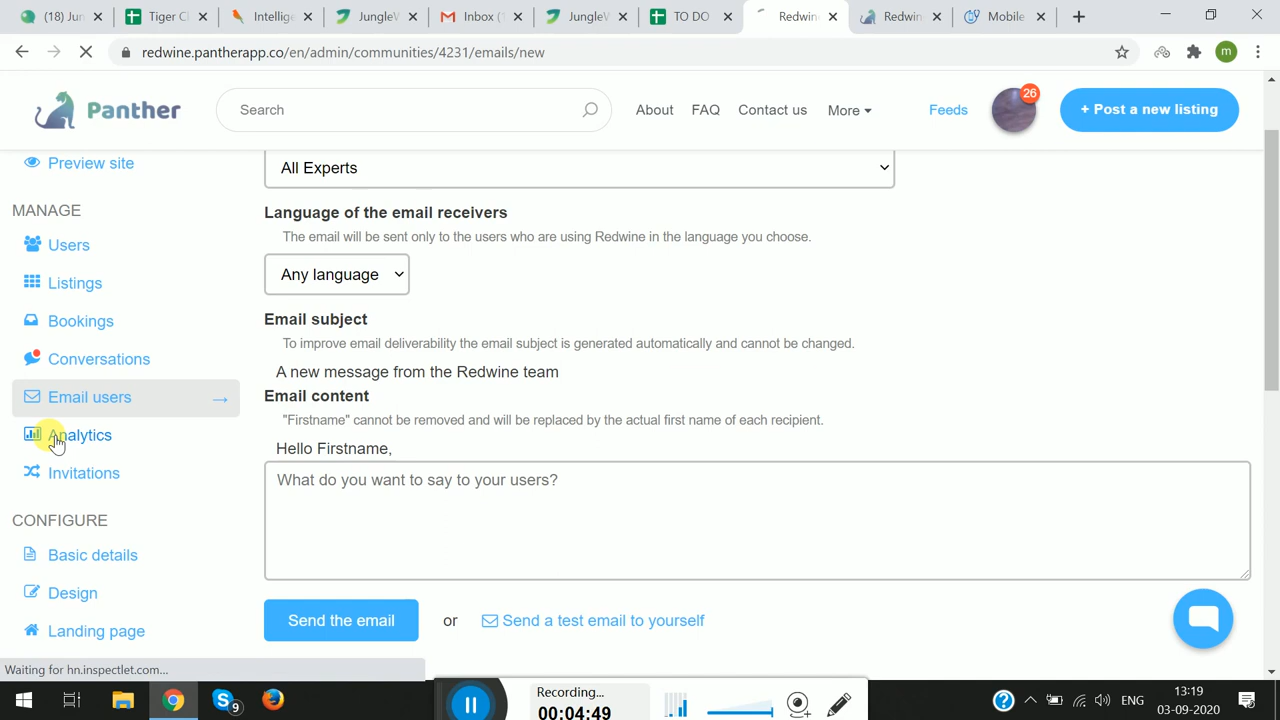 (18) Jun
Tiger Cl
Intellige
JungleW
Inbox (1
JungleW
TO DO
Redwine
Redwin
Mobile
redwine.pantherapp.co/en/admin/communities/4231/emails/new
m
Panther
Search
About
FAQ
Contact us
More
Feeds
26
+ Post a new listing
Preview site
All Experts
MANAGE
Language of the email receivers
The email will be sent only to the users who are using Redwine in the language you choose.
Users
Any language
Listings
Bookings
Email subject
To improve email deliverability the email subject is generated automatically and cannot be changed.
Conversations
A new message from the Redwine team
Email users
Email content
"Firstname" cannot be removed and will be replaced by the actual first name of each recipient.
Analytics
Hello Firstname,
Invitations
What do you want to say to your users?
CONFIGURE
Basic details
Design
Landing page
Send the email
or
Send a test email to yourself
Waiting for hn.inspectlet.com...
9
Recording...
00:04:49
ENG
13:19
03-09-2020